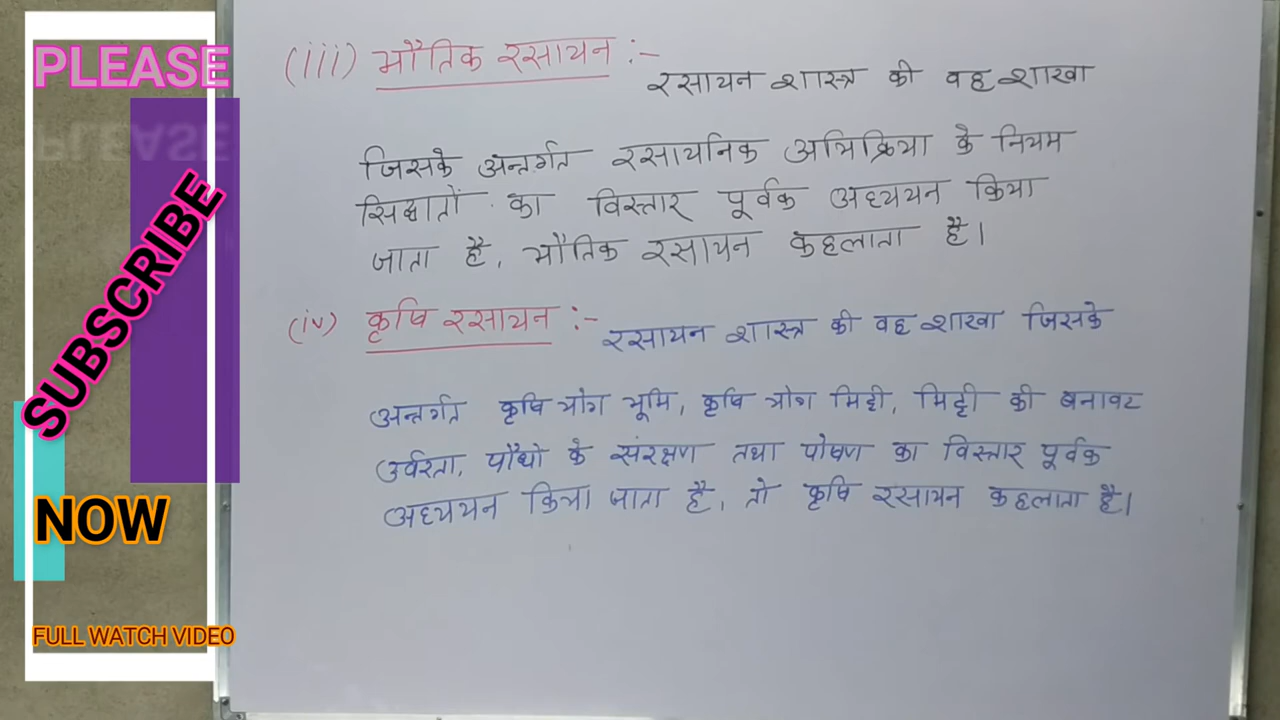 PLEASE
SUBSCRIBE
NOW
FULL WATCH VIDEO
(iii) भौतिक रसायन :-
रसायन शास्त्र की वह शाखा
जिसके अन्तर्गत रसायनिक अभिक्रिया के नियम
सिद्धातों का विस्तार पूर्वक अध्ययन किया
जाता है, भौतिक रसायन कहलाता है।
(iv) कृषि रसायन :-
रसायन शास्त्र की वह शाखा जिसके
अन्तर्गत कृषि योग भूमि, कृषि योग मिट्टी, मिट्टी की बनावट
उर्वरता, पौधो के संरक्षण तथा पोषण का विस्तार पूर्वक
अध्ययन किया जाता है, तो कृषि रसायन कहलाता है।